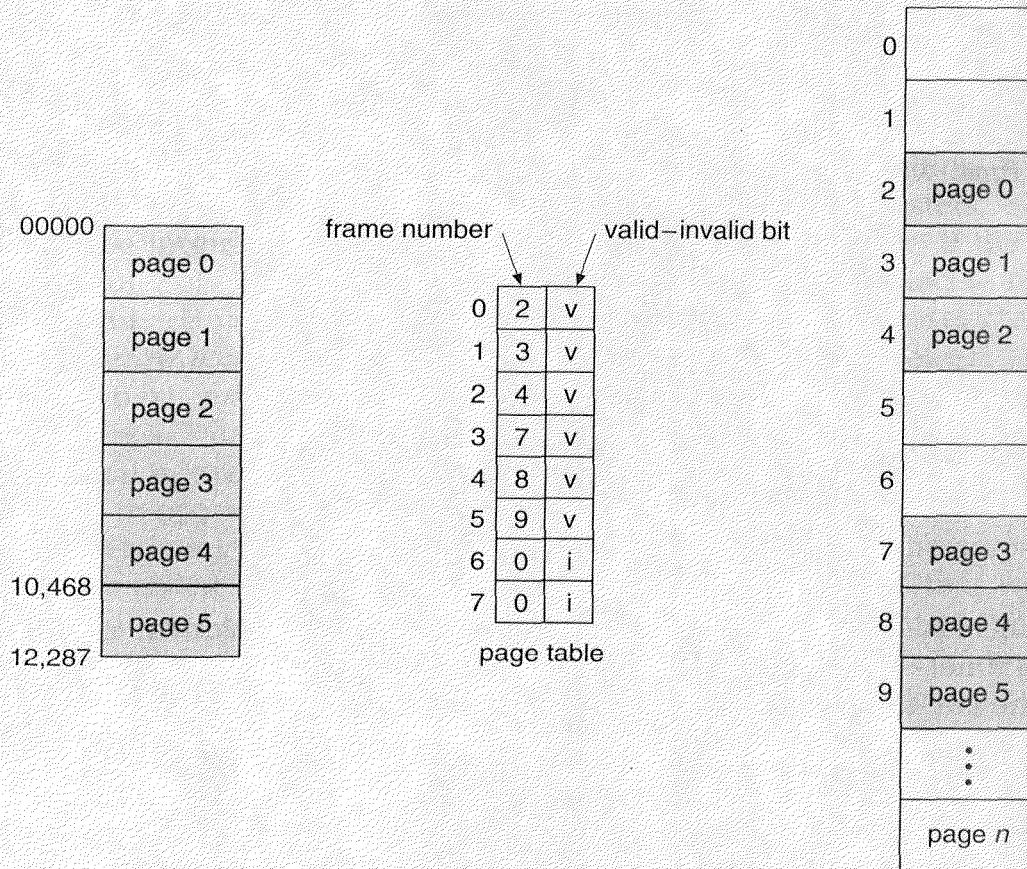 00000
page 0
page 1
page 2
page 3
page 4
10,468
page 5
12,287
frame number
valid–invalid bit
0 2 v
1 3 v
2 4 v
3 7 v
4 8 v
5 9 v
6 0 i
7 0 i
page table
0
1
2 page 0
3 page 1
4 page 2
5
6
7 page 3
8 page 4
9 page 5
page n